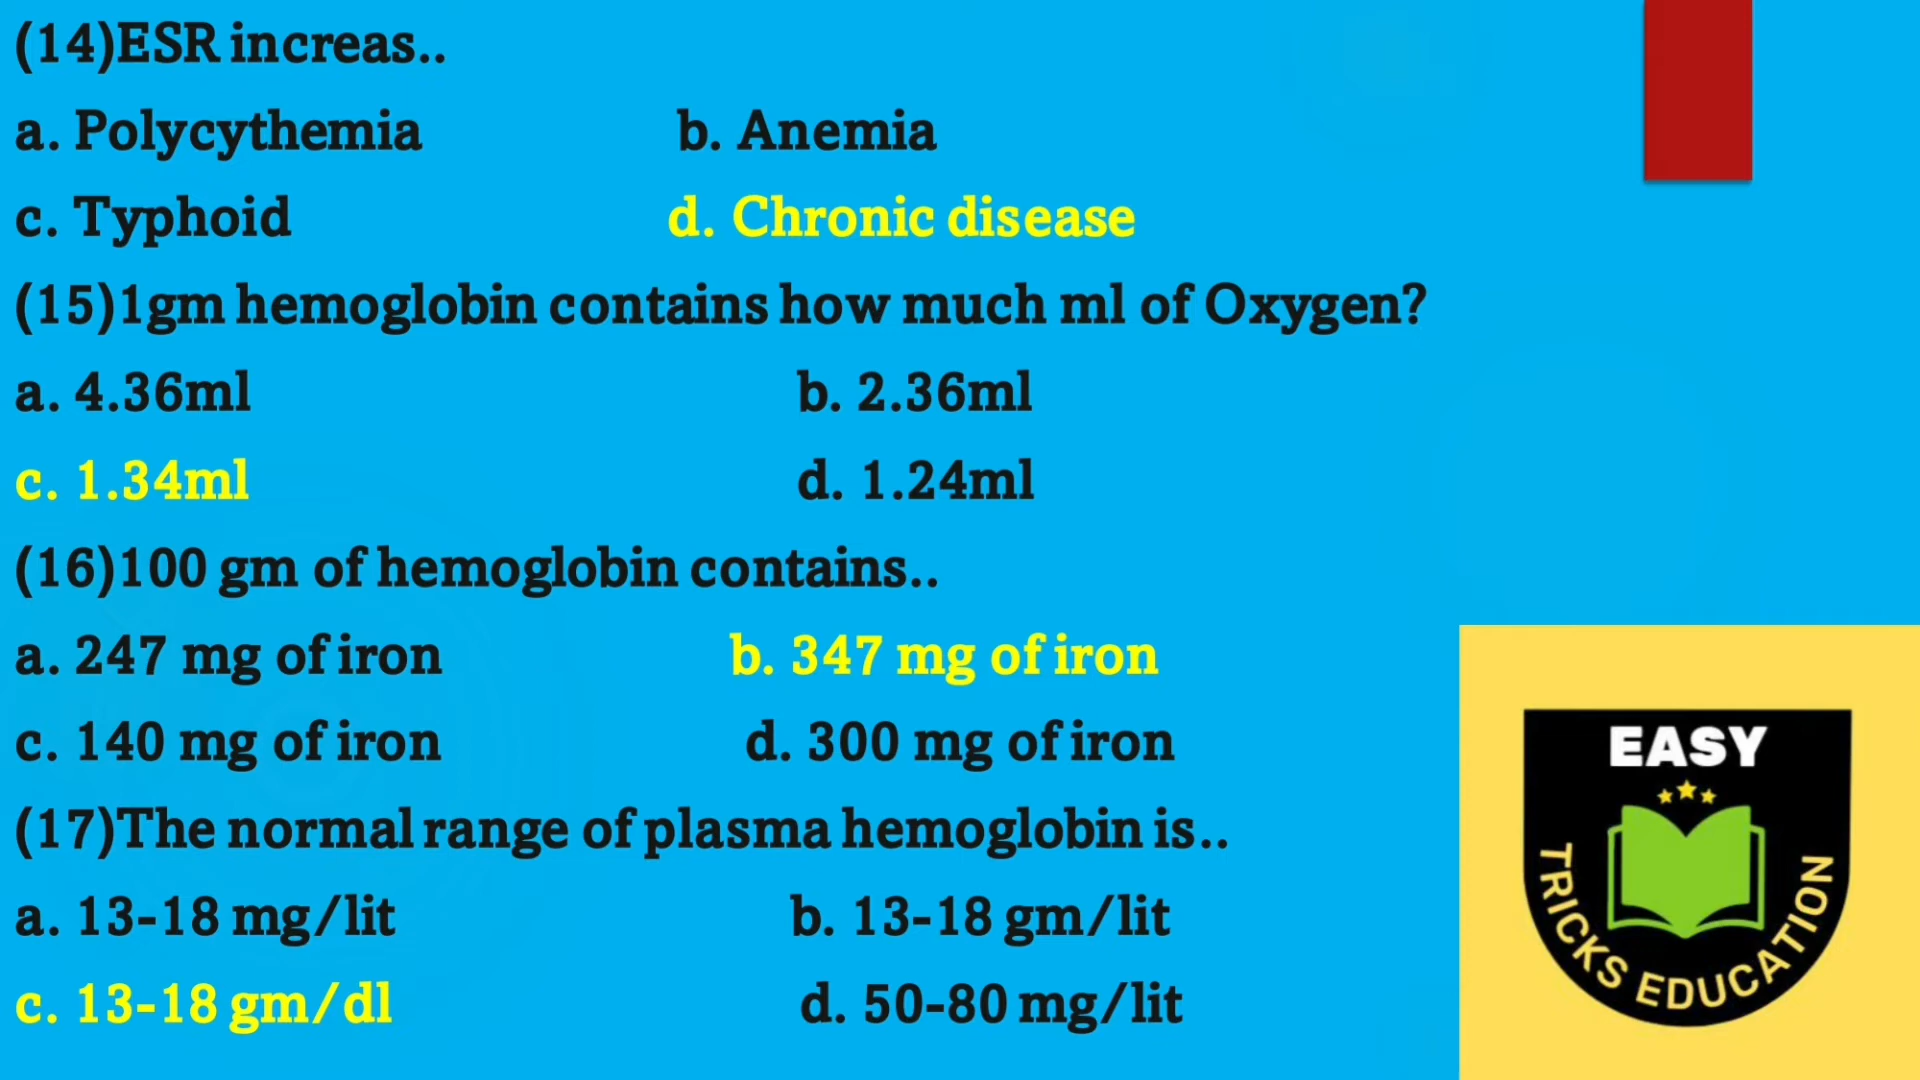 (14)ESR increas..
a. Polycythemia b. Anemia
c. Typhoid d. Chronic disease
(15)1gm hemoglobin contains how much ml of Oxygen?
a. 4.36ml b. 2.36ml
c. 1.34ml d. 1.24ml
(16)100 gm of hemoglobin contains..
a. 247 mg of iron b. 347 mg of iron
c. 140 mg of iron d. 300 mg of iron
(17)The normal range of plasma hemoglobin is..
a. 13-18 mg/lit b. 13-18 gm/lit
c. 13-18 gm/dl d. 50-80 mg/lit
EASY
TRICKS EDUCATION